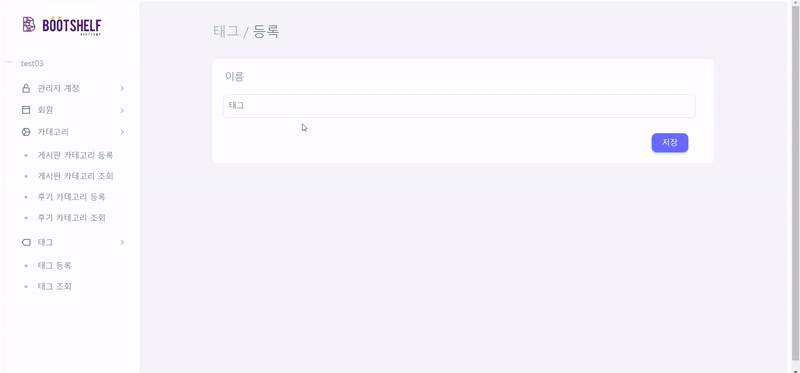 BOOTSHELF
BOOTCAMP
test03
관리자 계정
회원
카테고리
게시판 카테고리 등록
게시판 카테고리 조회
후기 카테고리 등록
후기 카테고리 조회
태그
태그 등록
태그 조회
태그 / 등록
이름
태그
저장